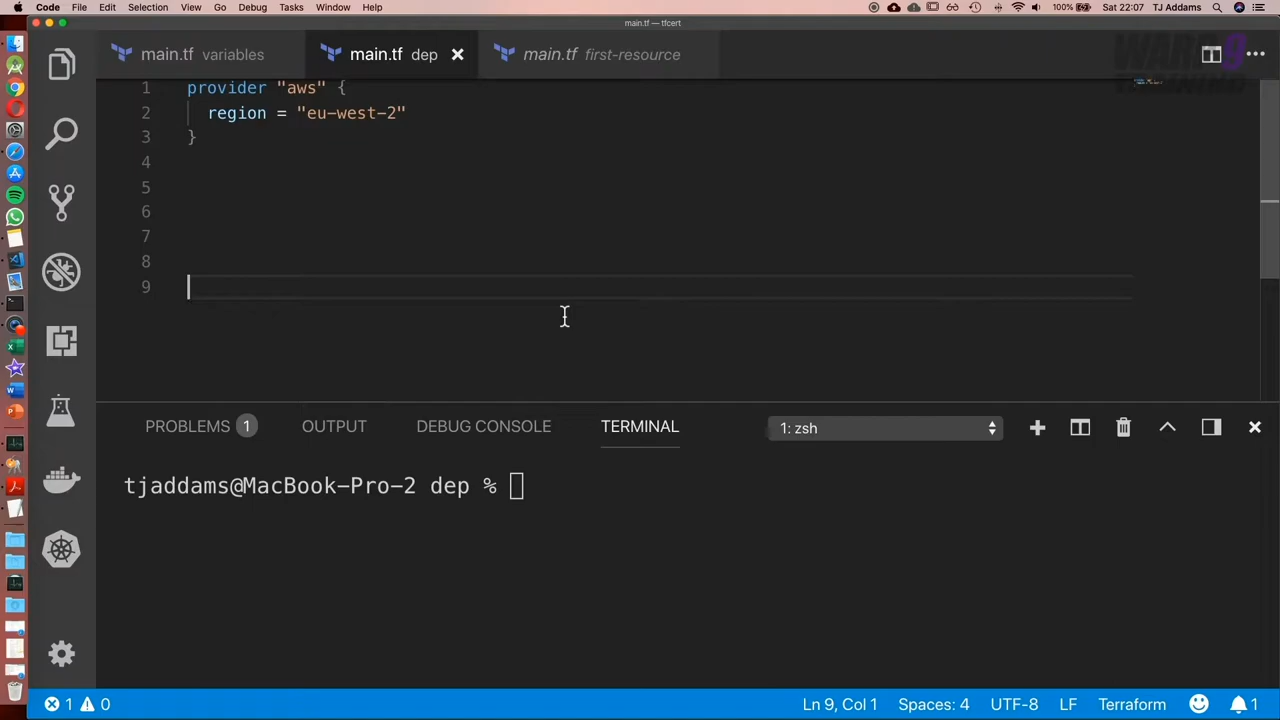 Code File Edit Selection View Go Debug Tasks Window Help 100% Sat 22:07 TJ Addams
main.tf — tfcert
main.tf variables main.tf dep main.tf first-resource
WARP 9
TRAINING
1 provider "aws" {
2 region = "eu-west-2"
3 }
4
5
6
7
8
9
PROBLEMS 1 OUTPUT DEBUG CONSOLE TERMINAL 1: zsh
tjaddams@MacBook-Pro-2 dep %
1 0 Ln 9, Col 1 Spaces: 4 UTF-8 LF Terraform 1